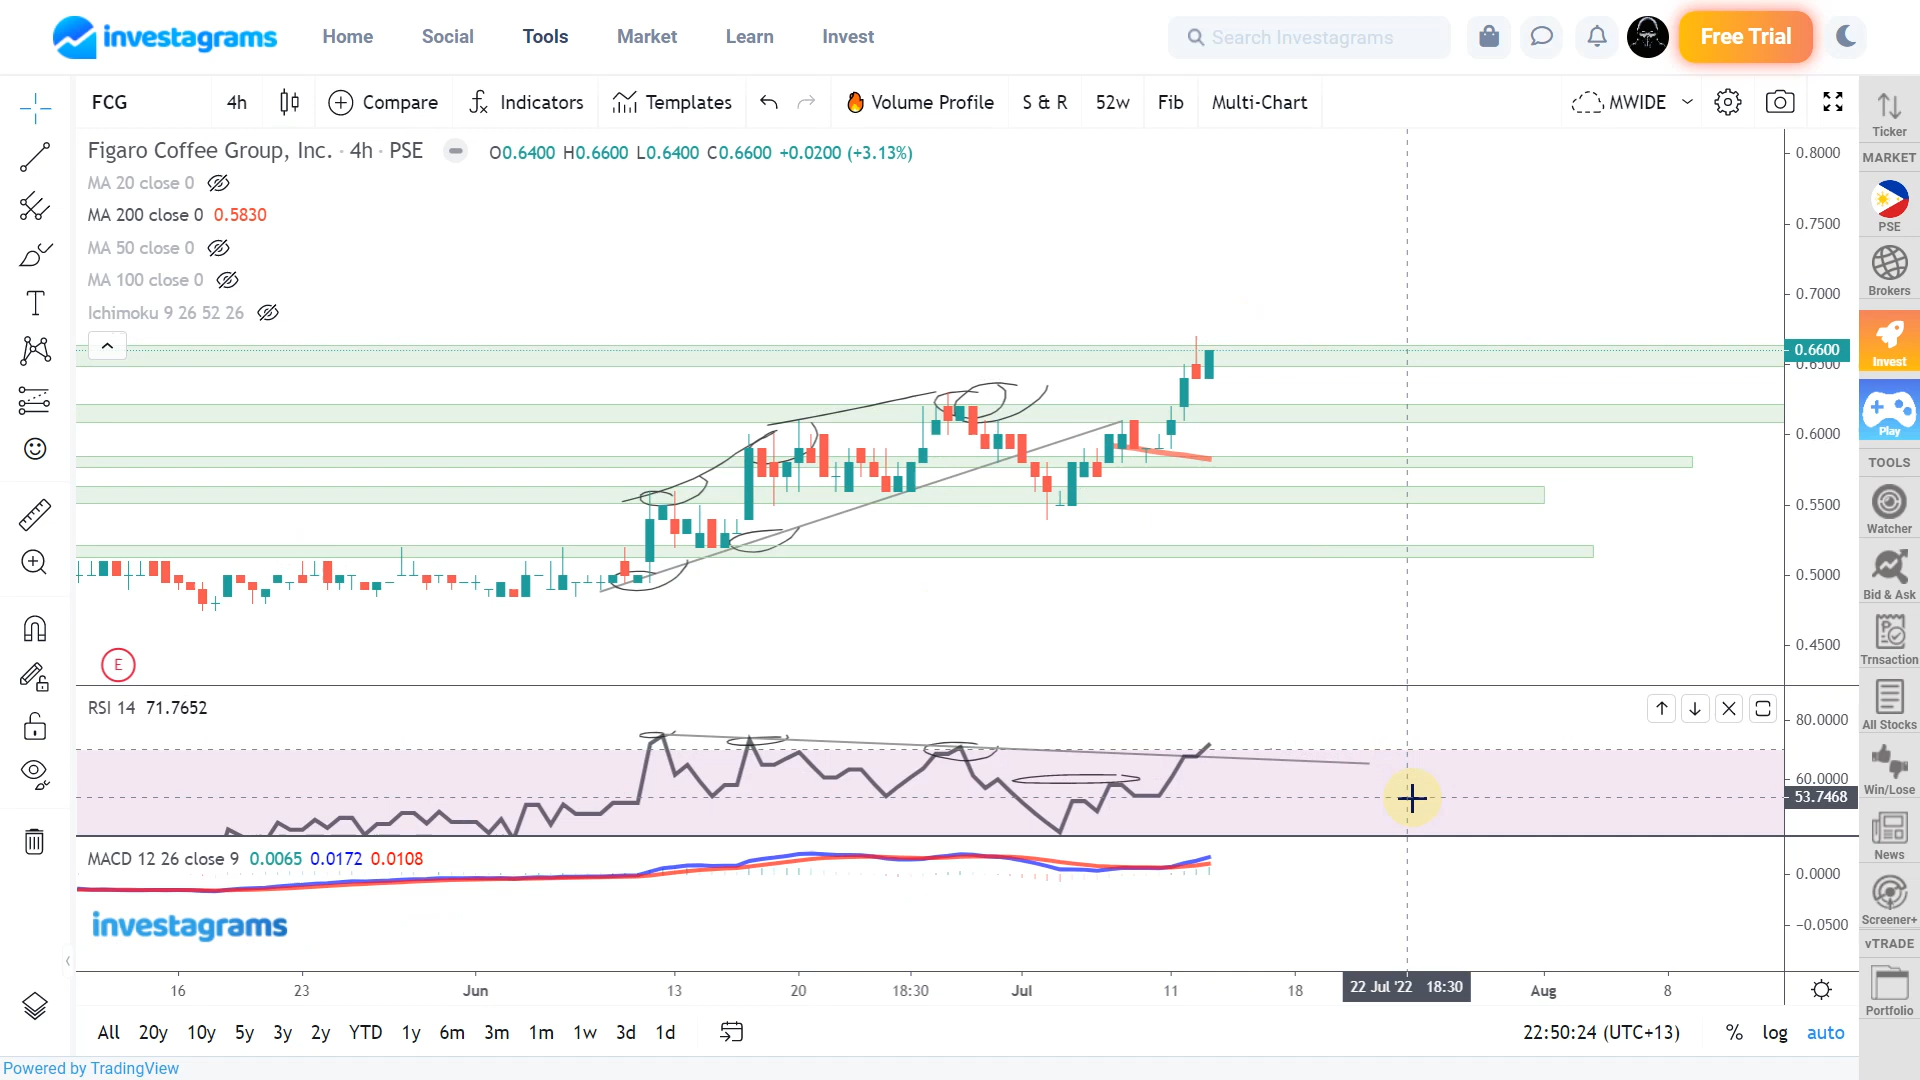 investagrams Home Social Tools Market Learn Invest Search Investagrams Free Trial
FCG 4h Compare Indicators Templates Volume Profile S & R 52w Fib Multi-Chart MWIDE
Figaro Coffee Group, Inc. · 4h · PSE O0.6400 H0.6600 L0.6400 C0.6600 +0.0200 (+3.13%)
MA 20 close 0
MA 200 close 0 0.5830
MA 50 close 0
MA 100 close 0
Ichimoku 9 26 52 26
0.8000
0.7500
0.7000
0.6600
0.6500
0.6000
0.5500
0.5000
0.4500
E
RSI 14 71.7652
80.0000
60.0000
53.7468
MACD 12 26 close 9 0.0065 0.0172 0.0108
0.0000
−0.0500
investagrams
16 23 Jun 13 20 18:30 Jul 11 18 22 Jul '22 18:30 Aug 8
All 20y 10y 5y 3y 2y YTD 1y 6m 3m 1m 1w 3d 1d 22:50:24 (UTC+13) % log auto
Powered by TradingView
Ticker
MARKET
PSE
Brokers
Invest
Play
TOOLS
Watcher
Bid & Ask
Trnsaction
All Stocks
Win/Lose
News
Screener+
vTRADE
Portfolio